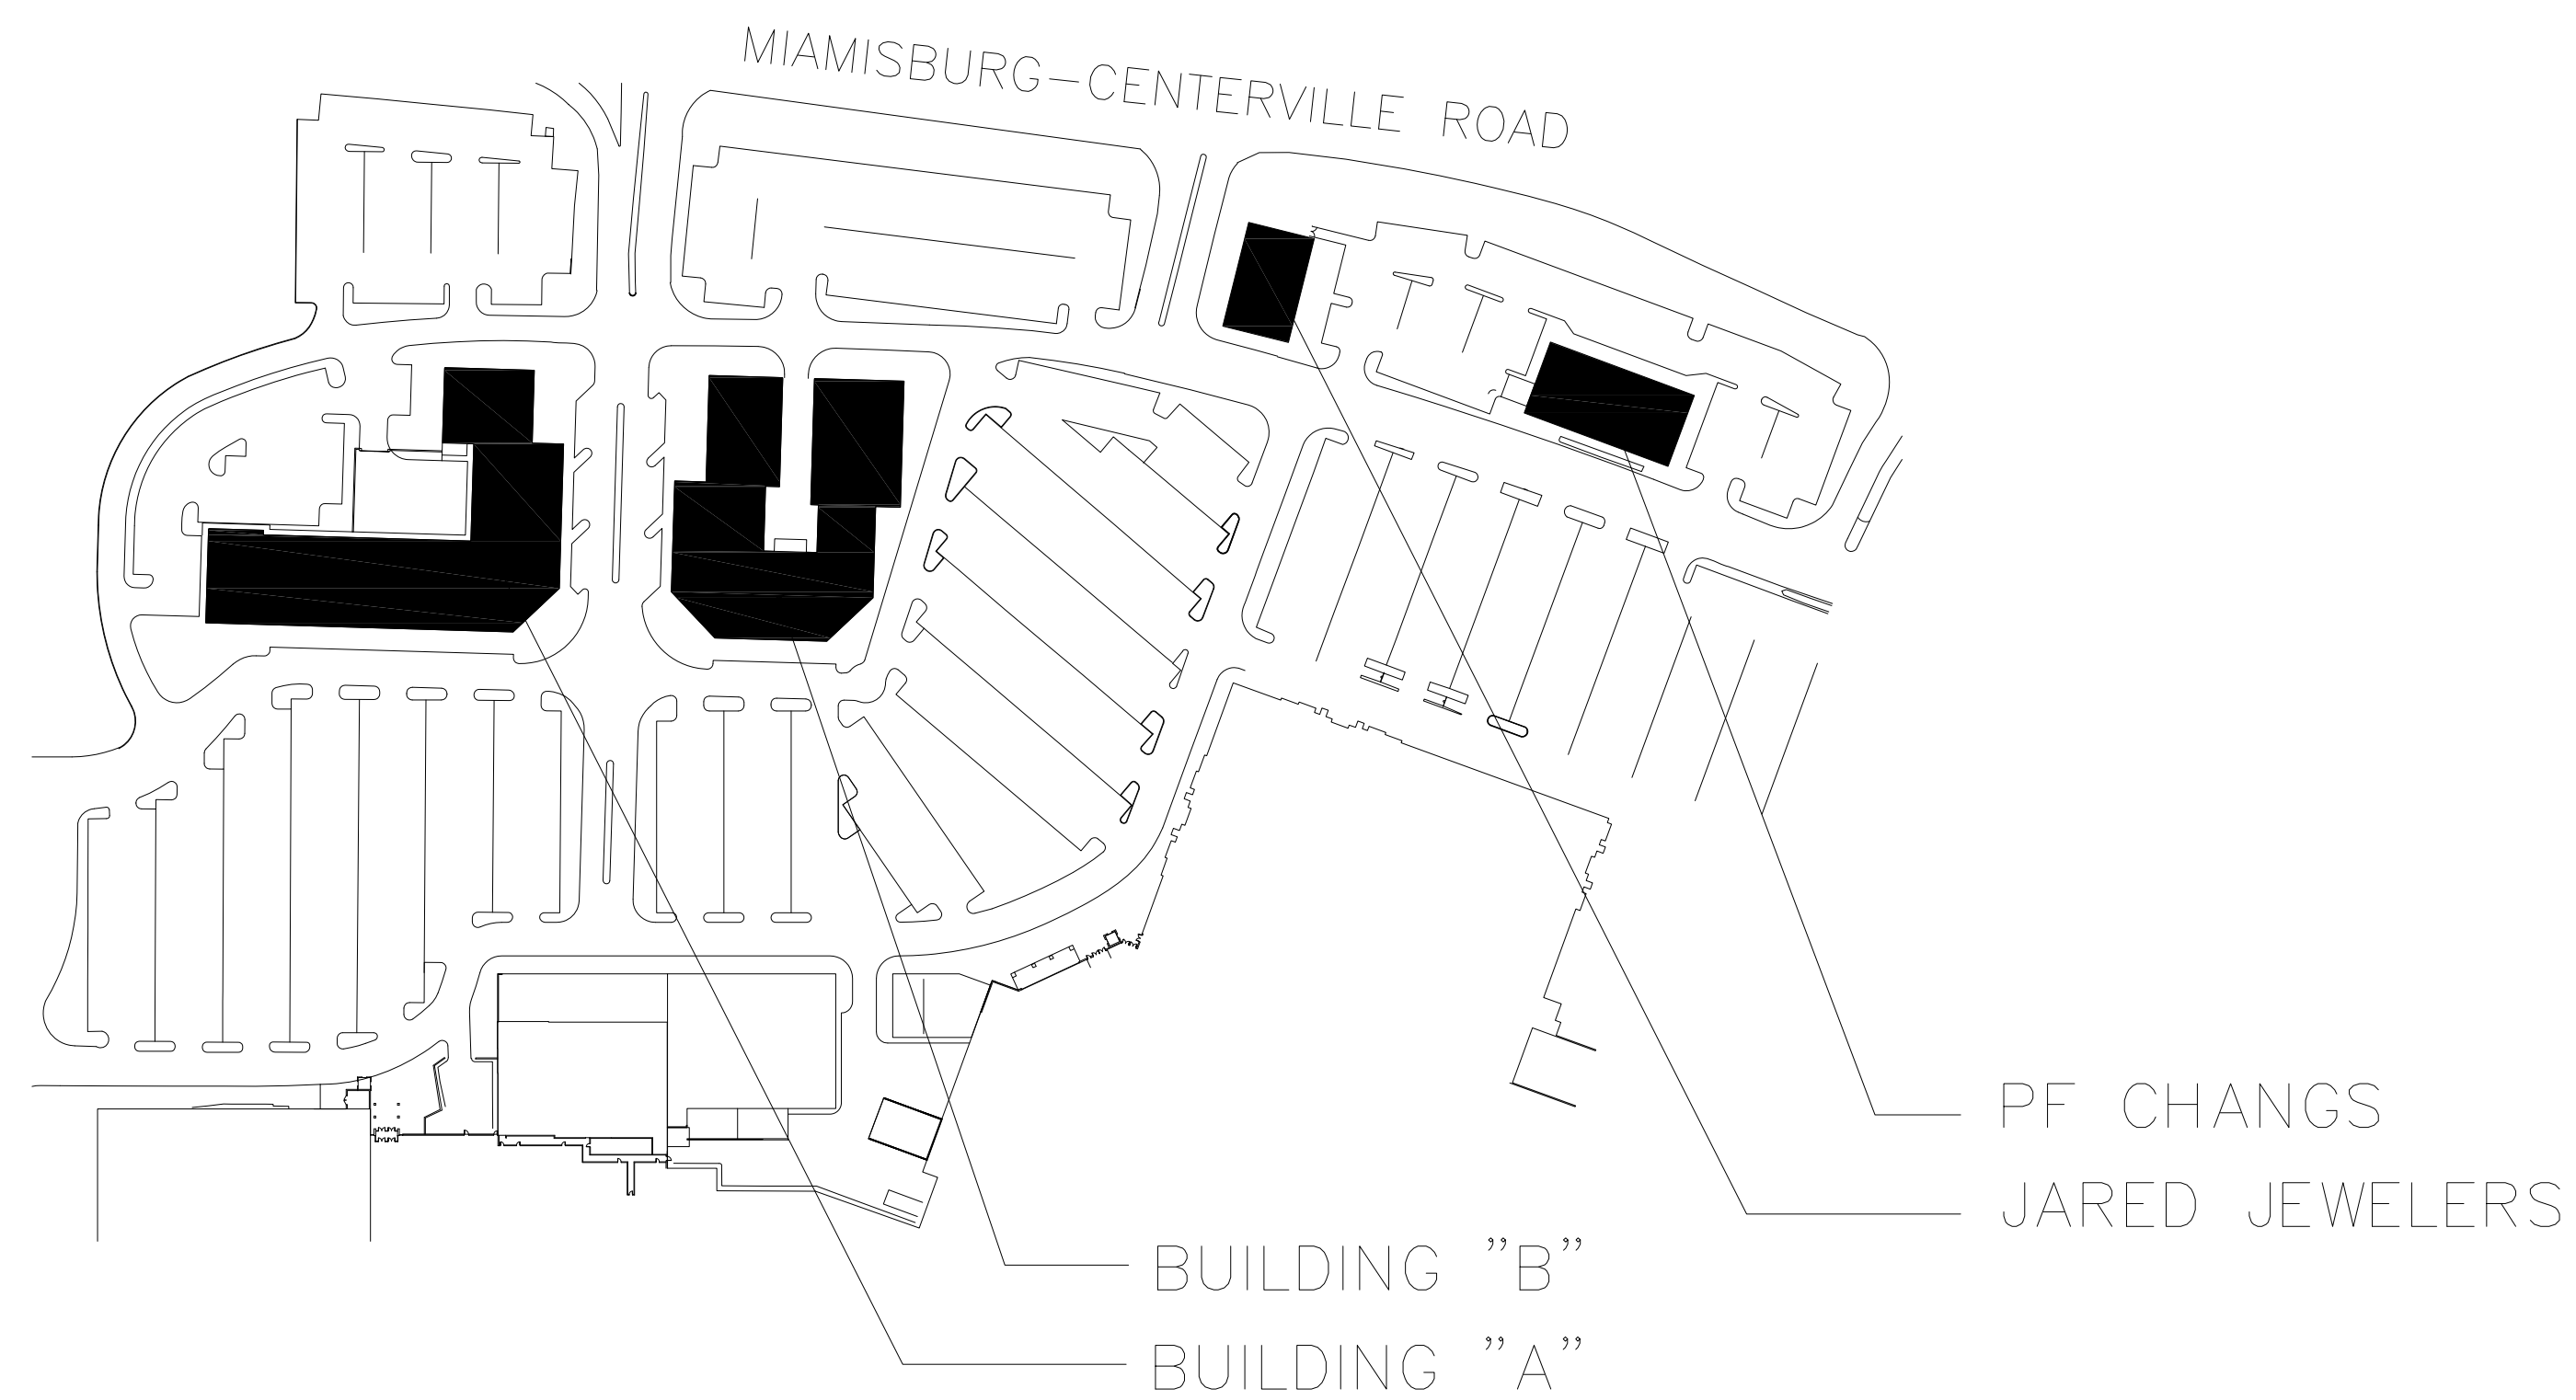 MIAMISBURG-CENTERVILLE ROAD
PF CHANGS
JARED JEWELERS
BUILDING "B"
BUILDING "A"